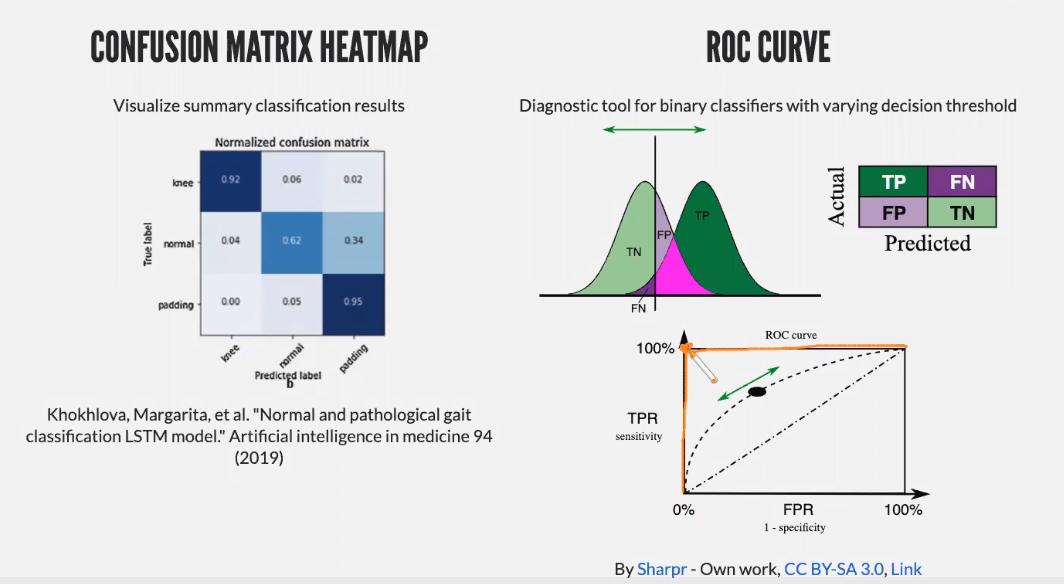 CONFUSION MATRIX HEATMAP
Visualize summary classification results
Normalized confusion matrix
True label
knee
0.92 0.06 0.02
normal
0.04 0.62 0.34
padding
0.00 0.05 0.95
knee normal padding
Predicted label
b
Khokhlova, Margarita, et al. "Normal and pathological gait
classification LSTM model." Artificial intelligence in medicine 94
(2019)
ROC CURVE
Diagnostic tool for binary classifiers with varying decision threshold
TN FP TP
FN
Actual
TP FN
FP TN
Predicted
ROC curve
100%
TPR
sensitivity
0% FPR 100%
1 - specificity
By Sharpr - Own work, CC BY-SA 3.0, Link